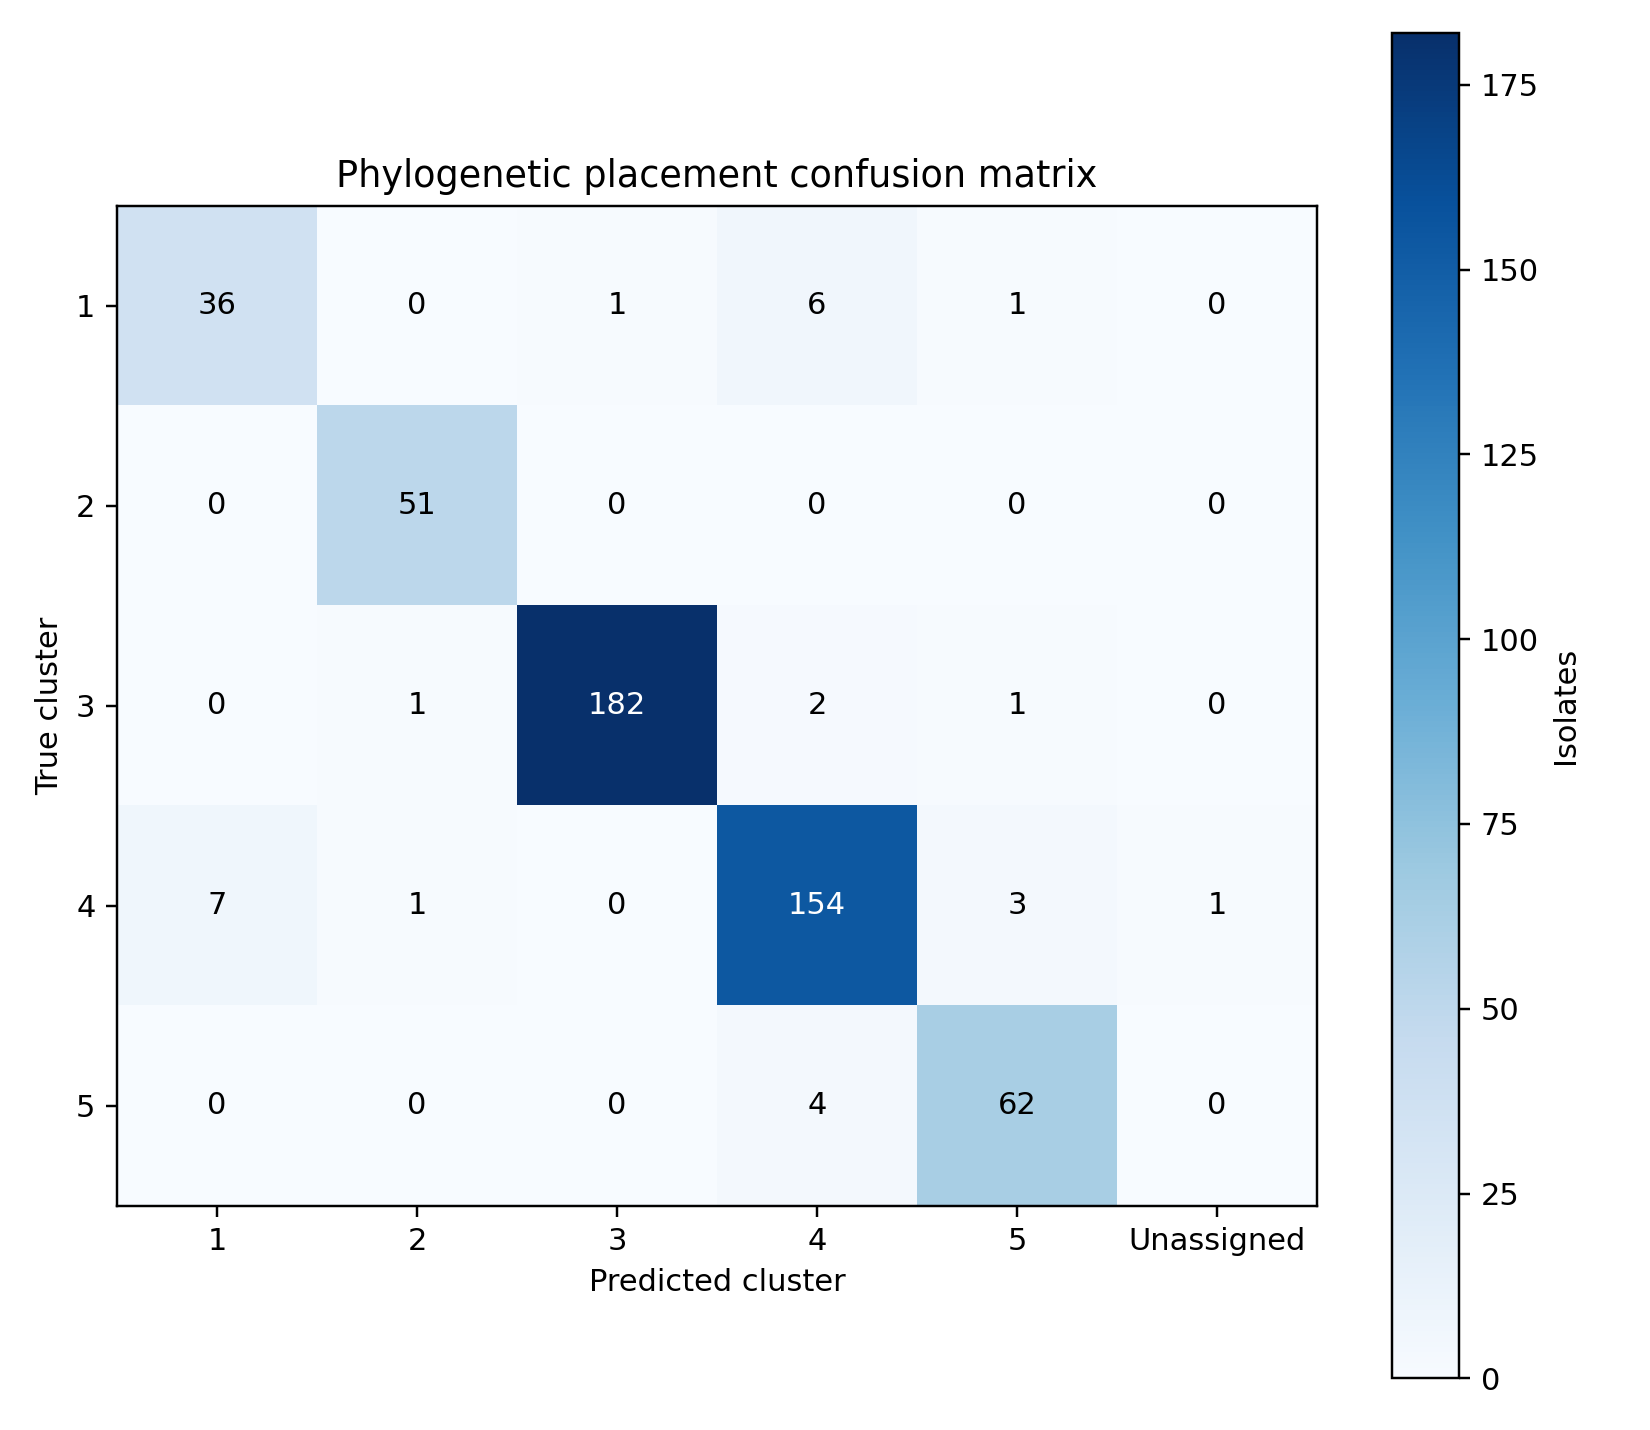 Phylogenetic placement confusion matrix
1 36 0 1 6 1 0
2 0 51 0 0 0 0
3 0 1 182 2 1 0
4 7 1 0 154 3 1
5 0 0 0 4 62 0
1 2 3 4 5 Unassigned
True cluster
Predicted cluster
175
150
125
100
75
50
25
0
Isolates